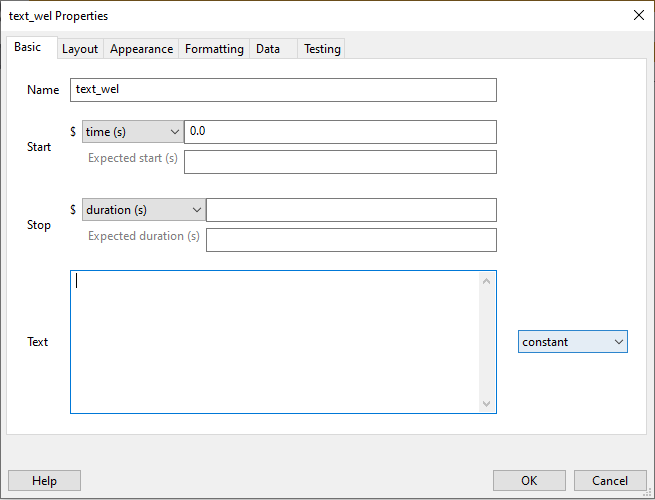 text_wel Properties
Basic Layout Appearance Formatting Data Testing
Name text_wel
Start $ time (s) 0.0
Expected start (s)
Stop $ duration (s)
Expected duration (s)
Text constant
Help OK Cancel